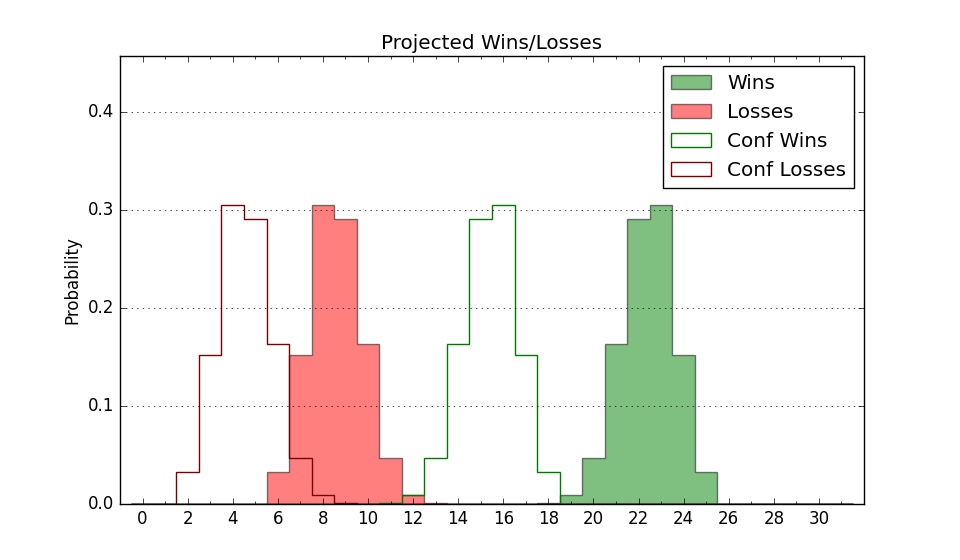 Projected Wins/Losses
Wins
Losses
Conf Wins
Conf Losses
Probability
0.4
0.3
0.2
0.1
0.0
0 2 4 6 8 10 12 14 16 18 20 22 24 26 28 30